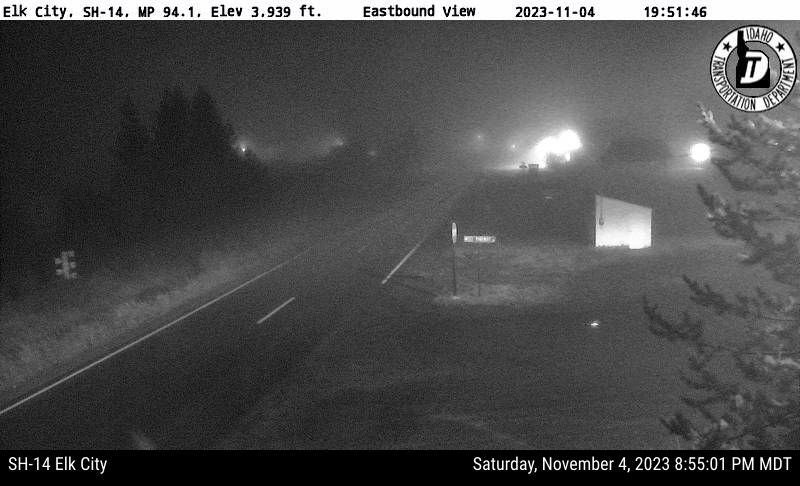 Elk City, SH-14, MP 94.1, Elev 3,939 ft. Eastbound View 2023-11-04 19:51:46
IDAHO
TRANSPORTATION DEPARTMENT
SH-14 Elk City Saturday, November 4, 2023 8:55:01 PM MDT